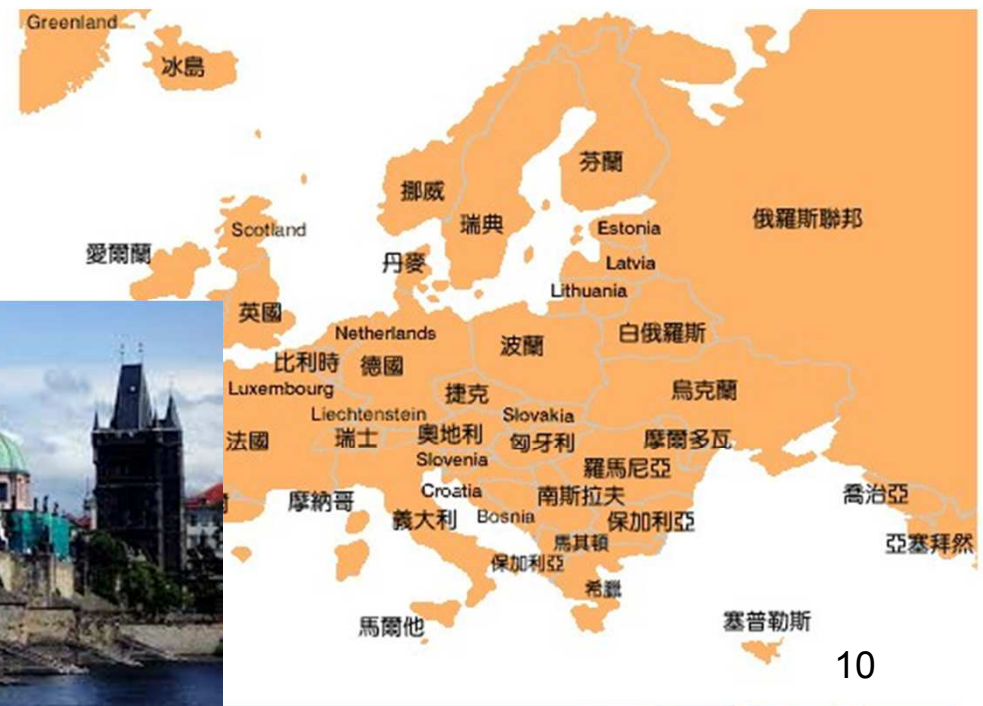 Greenland
冰島
芬蘭
挪威
俄羅斯聯邦
瑞典
Scotland
Estonia
愛爾蘭
丹麥
Latvia
Lithuania
英國
Netherlands
白俄羅斯
波蘭
比利時
德國
Luxembourg
捷克
烏克蘭
Liechtenstein
Slovakia
法國
瑞士
奧地利
匈牙利
摩爾多瓦
Slovenia
羅馬尼亞
Croatia
南斯拉夫
喬治亞
摩納哥
義大利
Bosnia
保加利亞
馬其頓
亞塞拜然
保加利亞
希臘
馬爾他
塞普勒斯
10